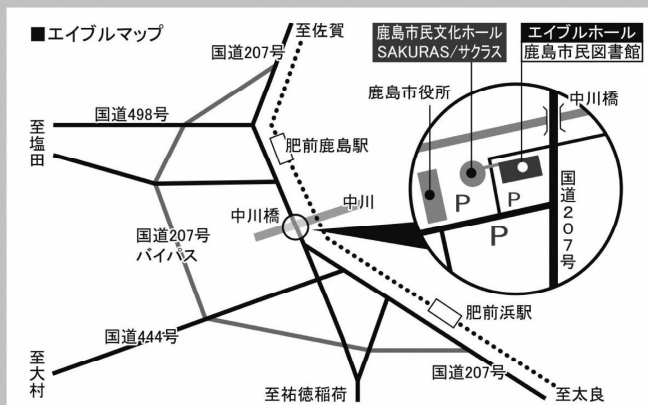 ■エイブルマップ
至佐賀
国道207号
鹿島市民文化ホール
SAKURAS/サクラス
エイブルホール
鹿島市民図書館
鹿島市役所
中川橋
国道498号
至塩田
肥前鹿島駅
中川橋
中川
P
P
P
国道207号
国道207号
バイパス
肥前浜駅
国道444号
至大村
国道207号
至祐徳稲荷
至太良